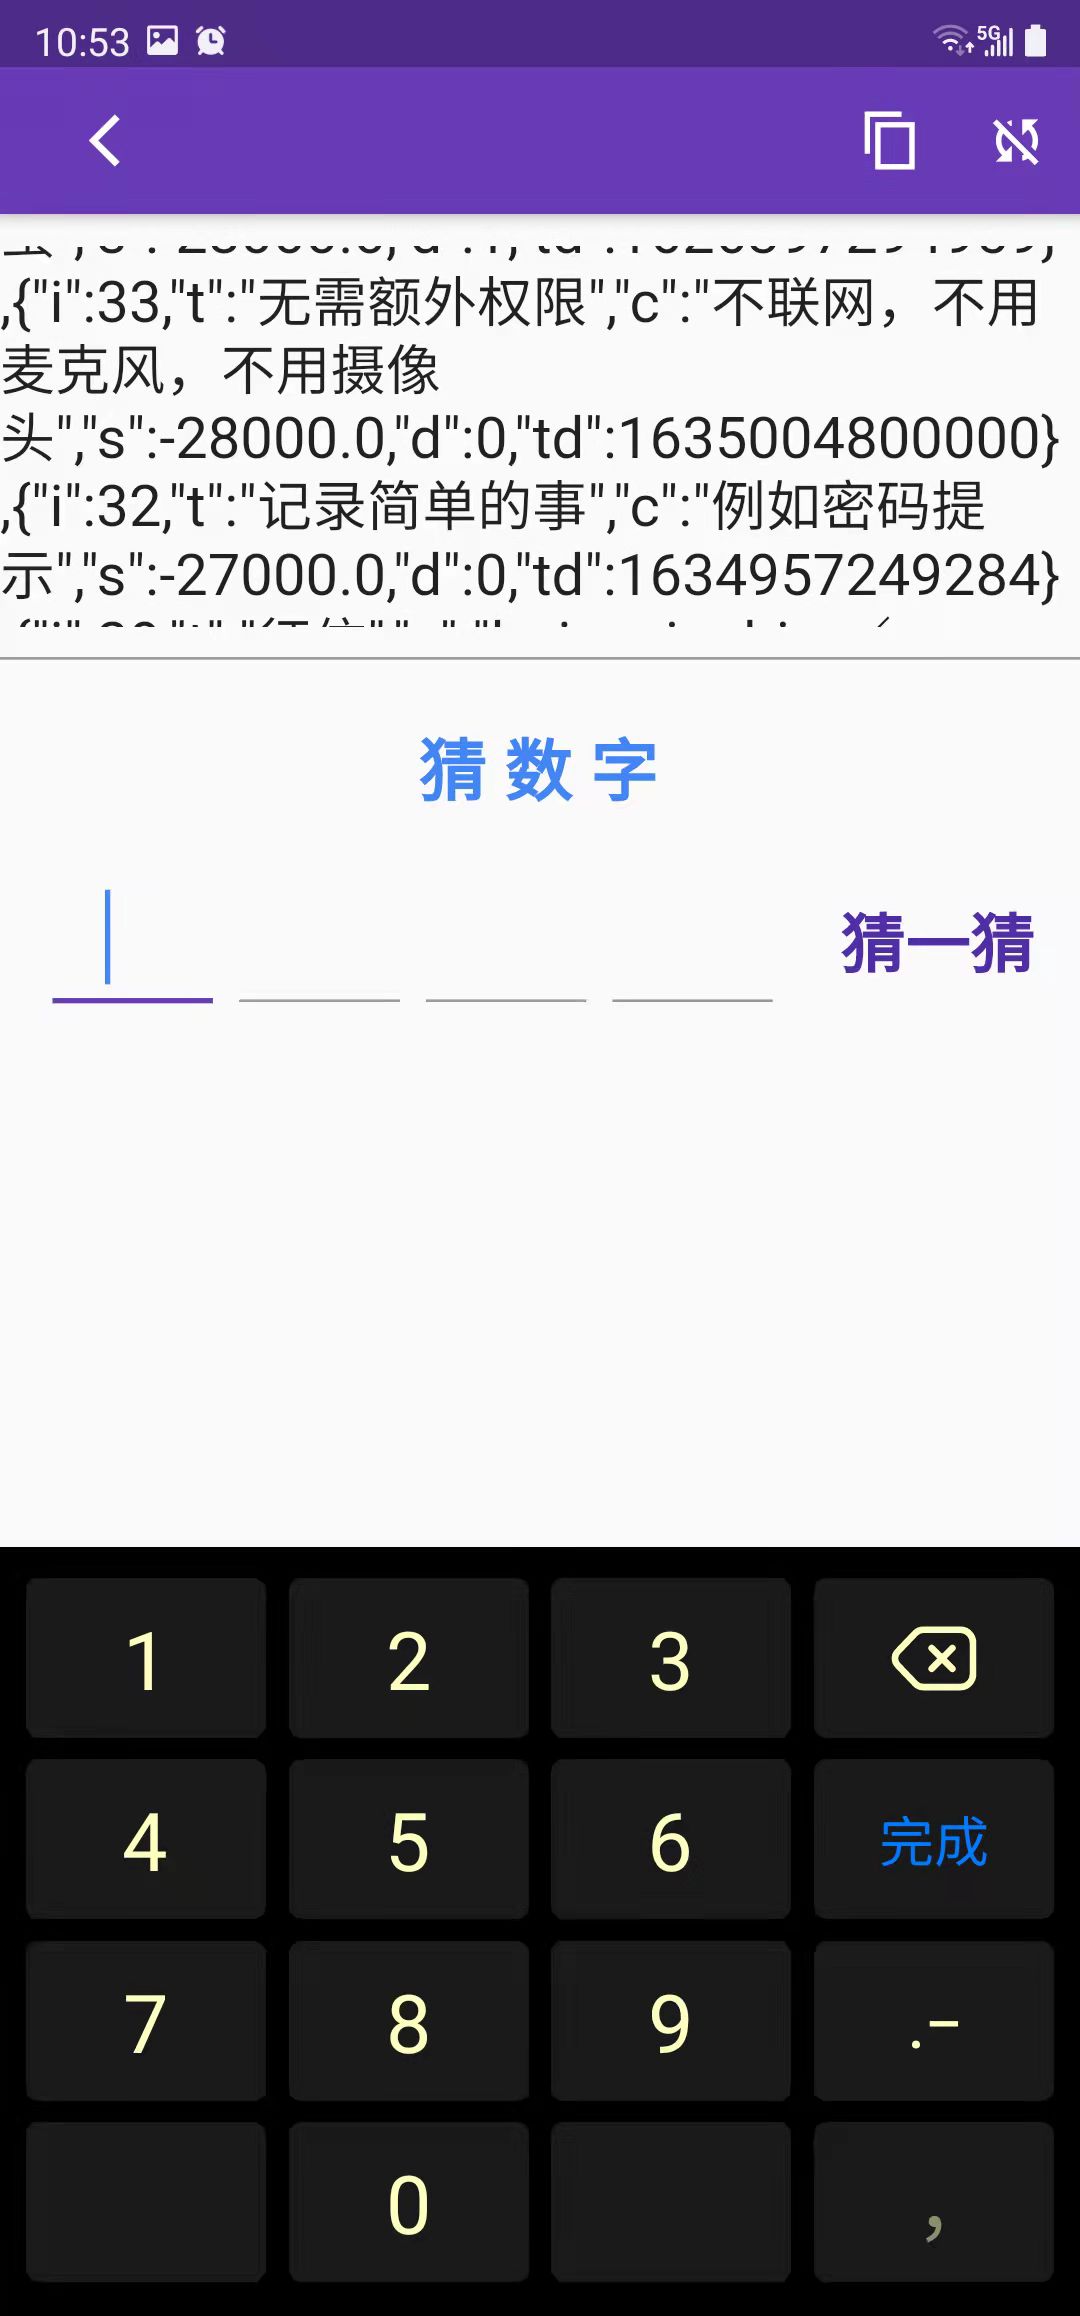 10:53
5G
,{"i":33,"t":"无需额外权限","c":"不联网，不用
麦克风，不用摄像
头","s":-28000.0,"d":0,"td":1635004800000}
,{"i":32,"t":"记录简单的事","c":"例如密码提
示","s":-27000.0,"d":0,"td":1634957249284}
猜数字
猜一猜
1 2 3
4 5 6 完成
7 8 9 .-
0 ,